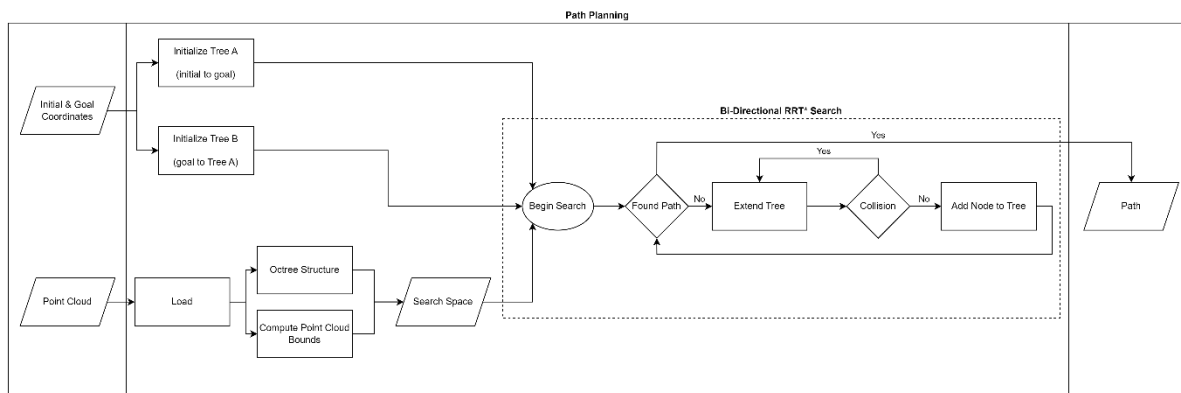 Path Planning
Initialize Tree A
(initial to goal)
Initial & Goal
Coordinates
Bi-Directional RRT* Search
Initialize Tree B
(goal to Tree A)
Yes
Yes
Begin Search
Found Path
No
Extend Tree
Collision
No
Add Node to Tree
Path
Octree Structure
Point Cloud
Load
Search Space
Compute Point Cloud
Bounds